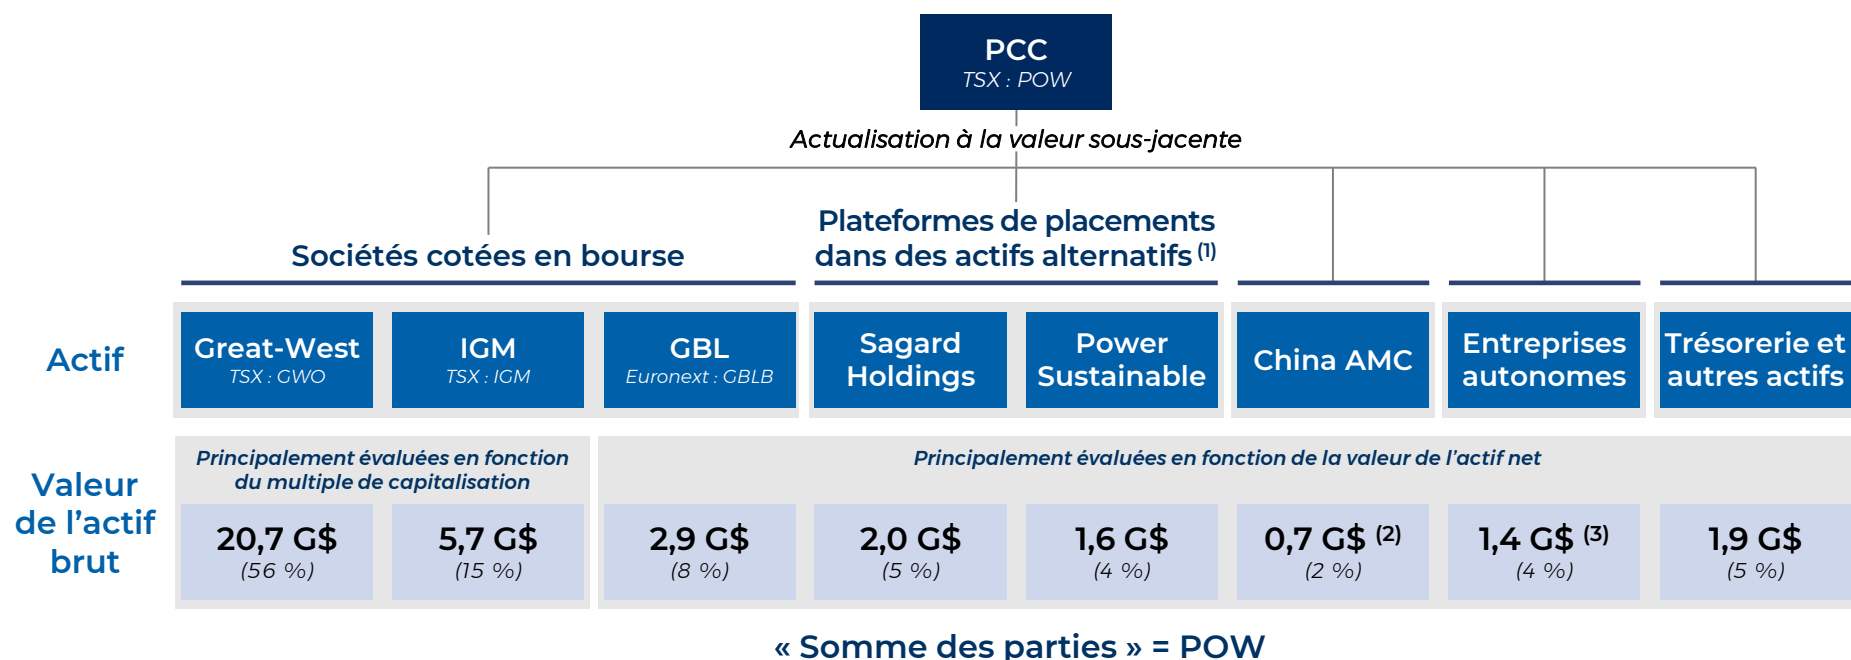 PCC
TSX : POW
Actualisation à la valeur sous-jacente
Sociétés cotées en bourse
Plateformes de placements
dans des actifs alternatifs (1)
Actif
Great-West
TSX : GWO
IGM
TSX : IGM
GBL
Euronext : GBLB
Sagard
Holdings
Power
Sustainable
China AMC
Entreprises
autonomes
Trésorerie et
autres actifs
Valeur
de l’actif
brut
Principalement évaluées en fonction
du multiple de capitalisation
Principalement évaluées en fonction de la valeur de l’actif net
20,7 G$
(56 %)
5,7 G$
(15 %)
2,9 G$
(8 %)
2,0 G$
(5 %)
1,6 G$
(4 %)
0,7 G$ (2)
(2 %)
1,4 G$ (3)
(4 %)
1,9 G$
(5 %)
« Somme des parties » = POW